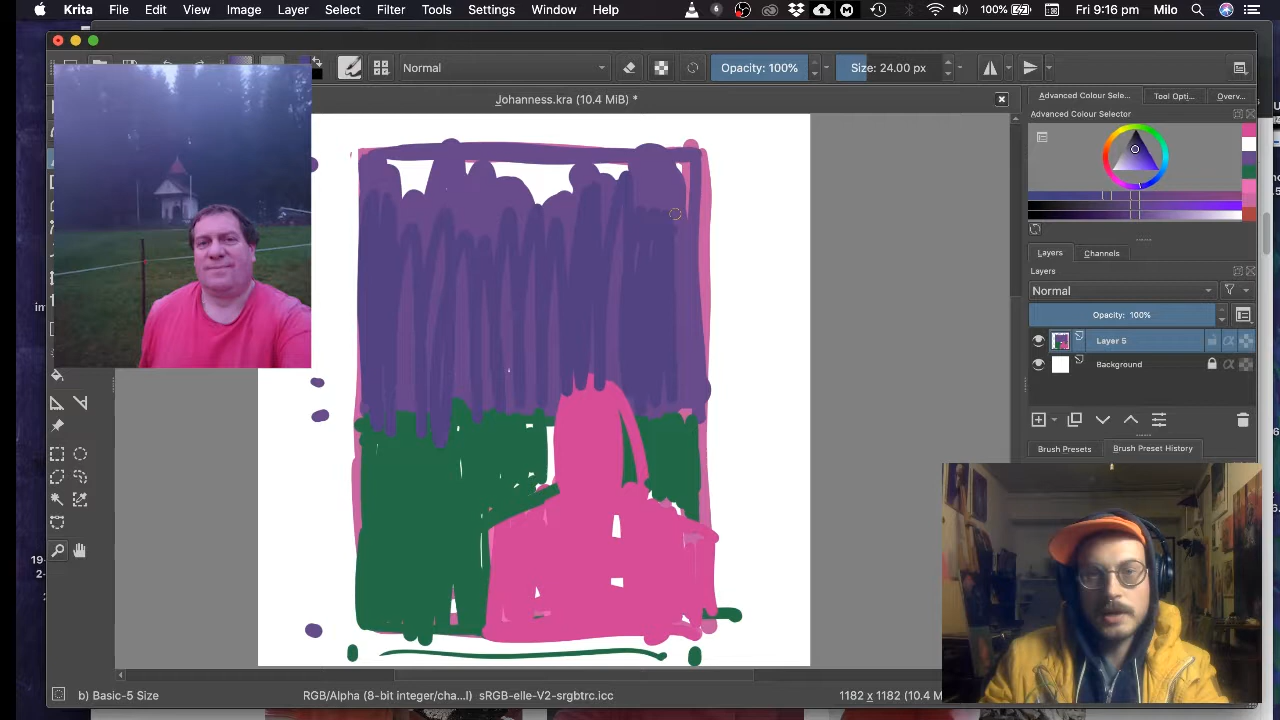 Krita File Edit View Image Layer Select Filter Tools Settings Window Help 6 100% Fri 9:16 pm Milo
Normal Opacity: 100% Size: 24.00 px
Johanness.kra (10.4 MiB) *
Advanced Colour Sele... Tool Opti... Overv...
Advanced Colour Selector
Layers Channels
Layers
Normal
Opacity: 100%
Layer 5
Background
Brush Presets Brush Preset History
b) Basic-5 Size RGB/Alpha (8-bit integer/cha...l) sRGB-elle-V2-srgbtrc.icc 1182 x 1182 (10.4 M